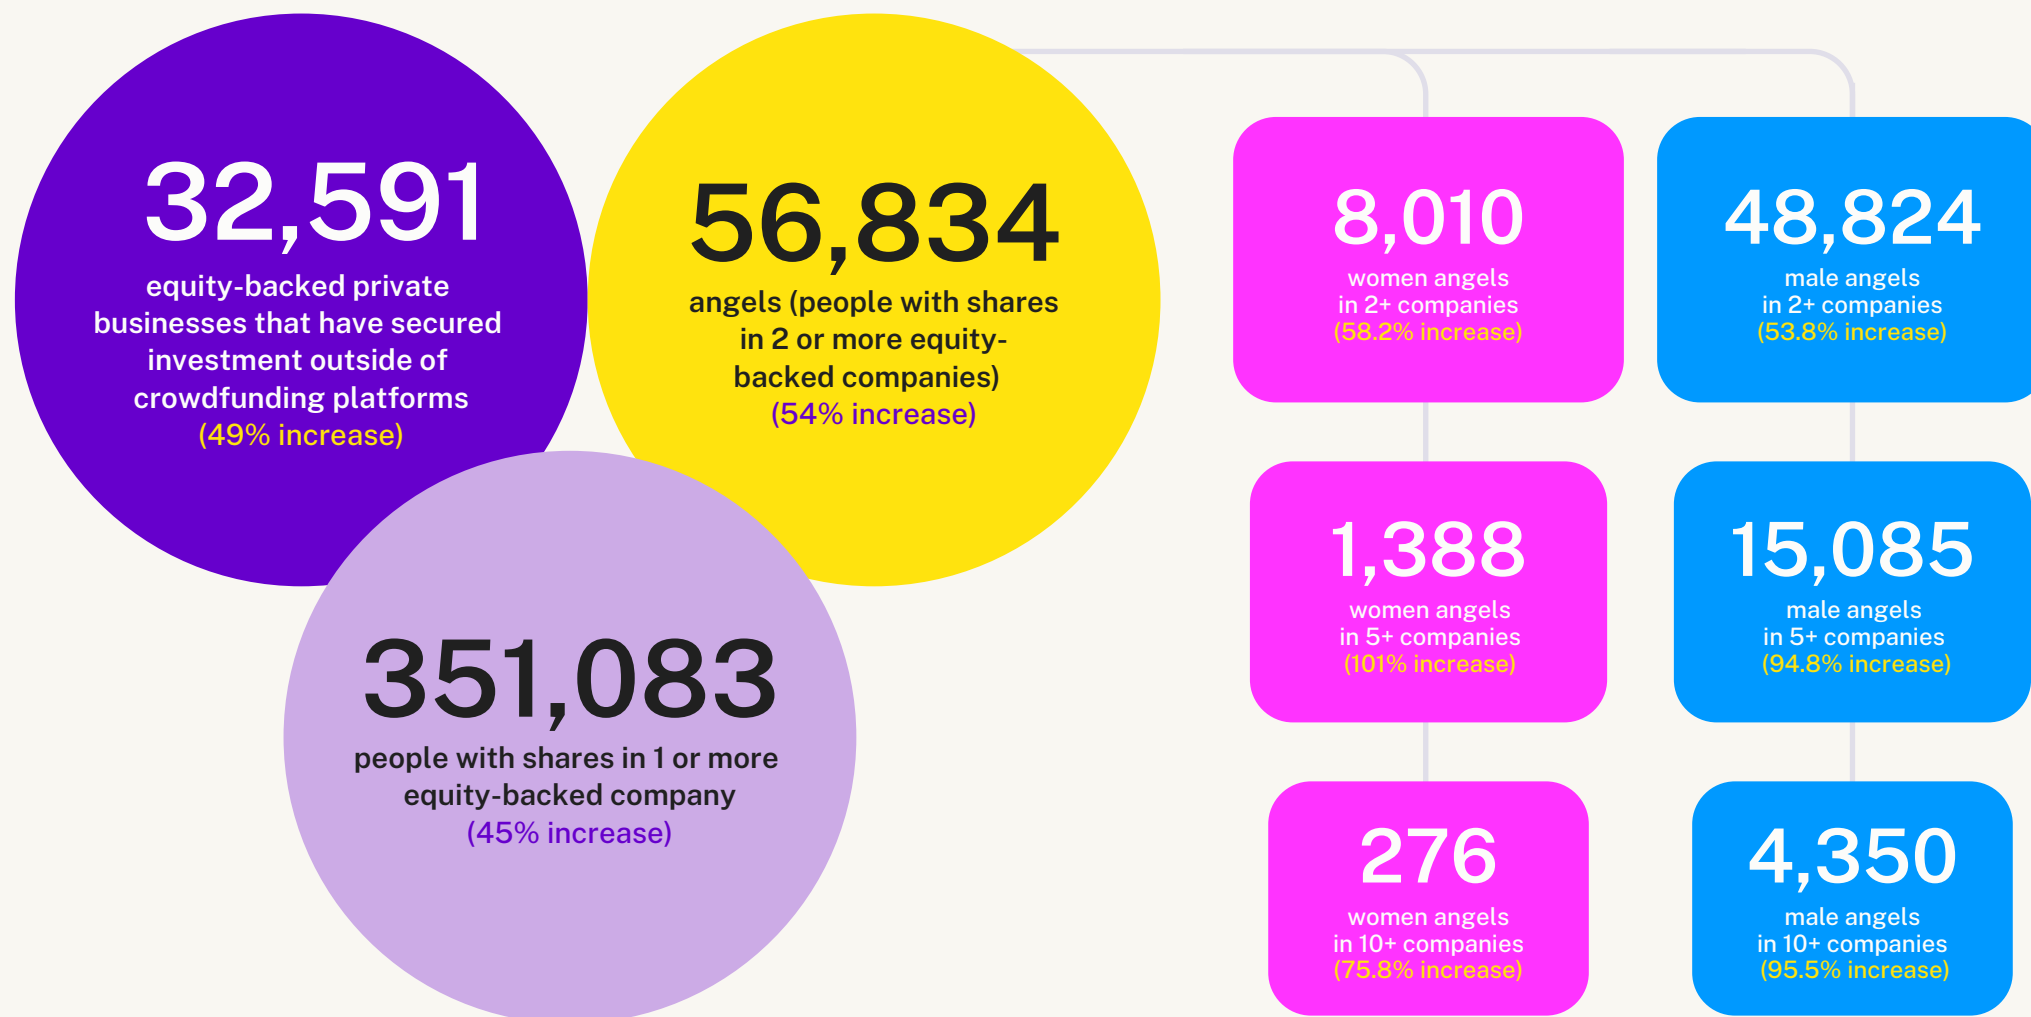 32,591
equity-backed private
businesses that have secured
investment outside of
crowdfunding platforms
(49% increase)
56,834
angels (people with shares
in 2 or more equity-
backed companies)
(54% increase)
351,083
people with shares in 1 or more
equity-backed company
(45% increase)
8,010
women angels
in 2+ companies
(58.2% increase)
48,824
male angels
in 2+ companies
(53.8% increase)
1,388
women angels
in 5+ companies
(101% increase)
15,085
male angels
in 5+ companies
(94.8% increase)
276
women angels
in 10+ companies
(75.8% increase)
4,350
male angels
in 10+ companies
(95.5% increase)